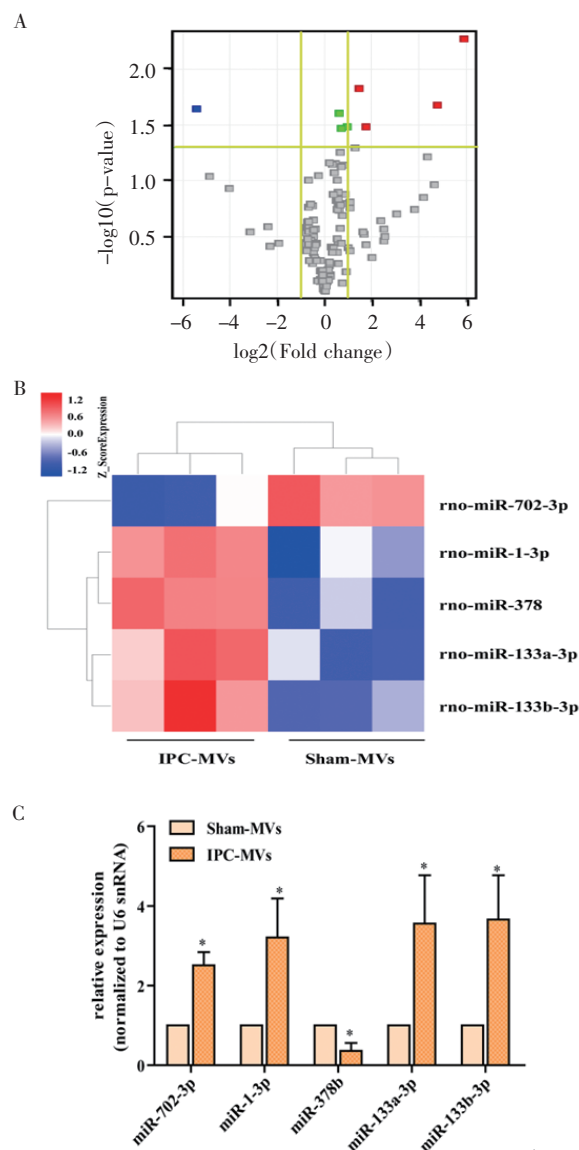 A
2.0
1.5
1.0
0.5
-log10(p-value)
-6 -4 -2 0 2 4 6
log2(Fold change)
B
1.2
0.6
0.0
-0.6
-1.2
Z_ScoreExpression
rno-miR-702-3p
rno-miR-1-3p
rno-miR-378
rno-miR-133a-3p
rno-miR-133b-3p
IPC-MVs Sham-MVs
C
Sham-MVs
IPC-MVs
relative expression
(normalized to U6 snRNA)
6
4
2
0
* * * * *
miR-702-3p
miR-1-3p
miR-378b
miR-133a-3p
miR-133b-3p